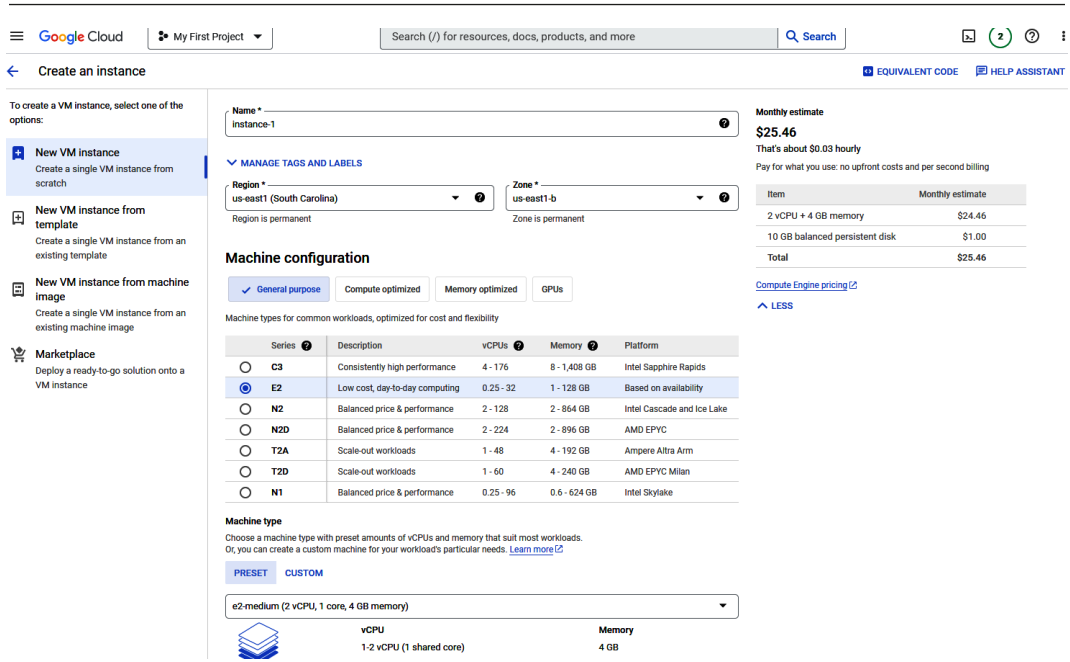 Google Cloud
My First Project
Search (/) for resources, docs, products, and more
Search
2
Create an instance
EQUIVALENT CODE
HELP ASSISTANT
To create a VM instance, select one of the
options:
New VM instance
Create a single VM instance from
scratch
New VM instance from
template
Create a single VM instance from an
existing template
New VM instance from machine
image
Create a single VM instance from an
existing machine image
Marketplace
Deploy a ready-to-go solution onto a
VM instance
Name *
instance-1
MANAGE TAGS AND LABELS
Region *
us-east1 (South Carolina)
Region is permanent
Zone *
us-east1-b
Zone is permanent
Machine configuration
General purpose
Compute optimized
Memory optimized
GPUs
Machine types for common workloads, optimized for cost and flexibility
Series Description vCPUs Memory Platform
C3 Consistently high performance 4 - 176 8 - 1,408 GB Intel Sapphire Rapids
E2 Low cost, day-to-day computing 0.25 - 32 1 - 128 GB Based on availability
N2 Balanced price & performance 2 - 128 2 - 864 GB Intel Cascade and Ice Lake
N2D Balanced price & performance 2 - 224 2 - 896 GB AMD EPYC
T2A Scale-out workloads 1 - 48 4 - 192 GB Ampere Altra Arm
T2D Scale-out workloads 1 - 60 4 - 240 GB AMD EPYC Milan
N1 Balanced price & performance 0.25 - 96 0.6 - 624 GB Intel Skylake
Machine type
Choose a machine type with preset amounts of vCPUs and memory that suit most workloads.
Or, you can create a custom machine for your workload's particular needs. Learn more
PRESET
CUSTOM
e2-medium (2 vCPU, 1 core, 4 GB memory)
vCPU Memory
1-2 vCPU (1 shared core) 4 GB
Monthly estimate
$25.46
That's about $0.03 hourly
Pay for what you use: no upfront costs and per second billing
Item Monthly estimate
2 vCPU + 4 GB memory $24.46
10 GB balanced persistent disk $1.00
Total $25.46
Compute Engine pricing
LESS